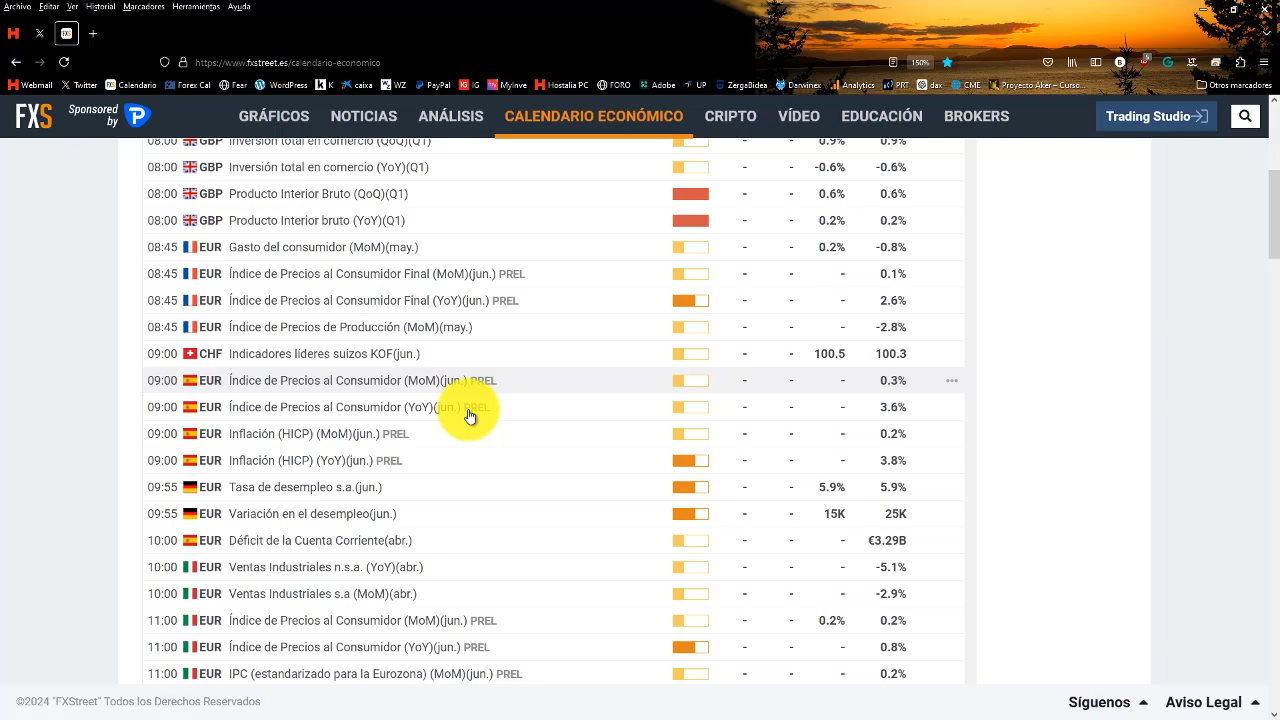 Archivo Editar Ver Historial Marcadores Herramientas Ayuda
https://www.fxstreet.es/calendario-economico
150%
Webmail Twitter Calendario Forex Cal Feer WordPress K caixa WZ PayPal IG MyInve Hostalia PC FORO Adobe UP ZergaBidea Darwinex Analytics PRT dax CME Proyecto Aker – Curso... Otros marcadores
FXS Sponsored by GRÁFICOS NOTICIAS ANÁLISIS CALENDARIO ECONÓMICO CRIPTO VÍDEO EDUCACIÓN BROKERS Trading Studio
08:00 GBP Inversión total en comercio (QoQ)(Q1) - - 0.9% 0.9%
08:00 GBP Inversión total en comercio (YoY)(Q1) - - -0.6% -0.6%
08:00 GBP Producto Interior Bruto (QoQ)(Q1) - - 0.6% 0.6%
08:00 GBP Producto Interior bruto (YoY)(Q1) - - 0.2% 0.2%
08:45 EUR Gasto del consumidor (MoM)(may.) - - 0.2% -0.8%
08:45 EUR Índice de Precios al Consumidor Final (MoM)(jun.) PREL - - - 0.1%
08:45 EUR Índice de Precios al Consumidor Final (YoY)(jun.) PREL - - - 2.6%
08:45 EUR Índice de Precios de Producción (MoM)(may.) - - - -2.8%
09:00 CHF Indicadores líderes suizos KOF(jun.) - - 100.5 100.3
09:00 EUR Índice de Precios al Consumidor (MoM)(jun.) PREL - - - 0.3%
09:00 EUR Índice de Precios al Consumidor (YoY)(jun.) PREL - - - 3.6%
09:00 EUR Inflación (HICP) (MoM)(jun.) PREL - - - 0.2%
09:00 EUR Inflación (HICP) (YoY)(jun.) PREL - - - 3.8%
09:55 EUR Tasa de desempleo s.a.(jun.) - - 5.9% 5.9%
09:55 EUR Variación en el desempleo(jun.) - - 15K 25K
10:00 EUR Déficit de la Cuenta Corriente(abr.) - - - €3.29B
10:00 EUR Ventas Industriales n.s.a. (YoY)(abr.) - - - -5.1%
10:00 EUR Ventas Industriales s.a (MoM)(abr.) - - - -2.9%
11:00 EUR Índice de Precios al Consumidor (MoM)(jun.) PREL - - 0.2% 0.2%
11:00 EUR Índice de Precios al Consumidor (YoY)(jun.) PREL - - - 0.8%
11:00 EUR IPC (estandarizado para la Eurozona) (MoM)(jun.) PREL - - - 0.2%
©2024 "FXStreet" Todos los Derechos Reservados Síguenos Aviso Legal